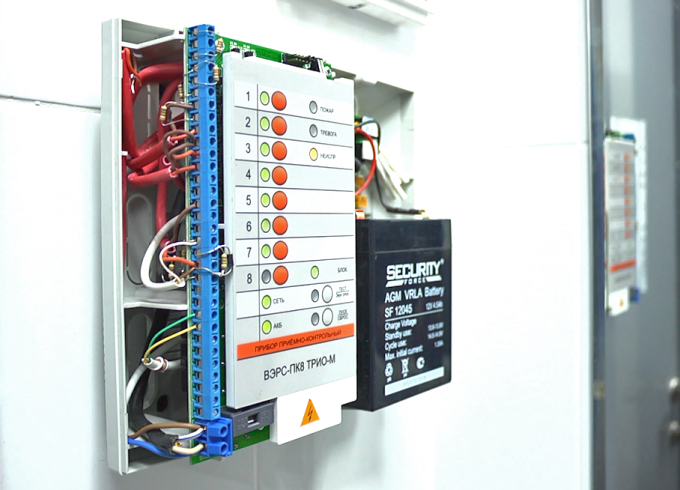 1
ПОЖАР
2
ТРЕВОГА
3
НЕИСПР
4
5
6
7
8
БЛОК
СЕТЬ
ТЕСТ
АКБ
ПРИБОР ПРИЁМНО-КОНТРОЛЬНЫЙ
ВЭРС-ПК8 ТРИО-М
SECURITY
FORCE
AGM VRLA Battery
SF 12045
12V 4.5Ah
Charge Voltage
Standby use:
Cycle use:
Max. initial current: